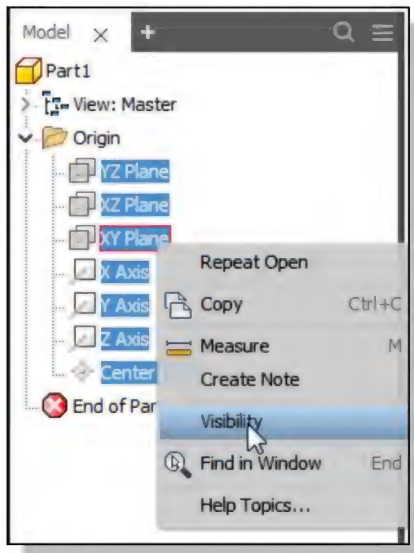 Model
Part1
View: Master
Origin
YZ Plane
XZ Plane
XY Plane
X Axis
Y Axis
Z Axis
Center
End of Par
Repeat Open
Copy Ctrl+C
Measure M
Create Note
Visibility
Find in Window End
Help Topics...